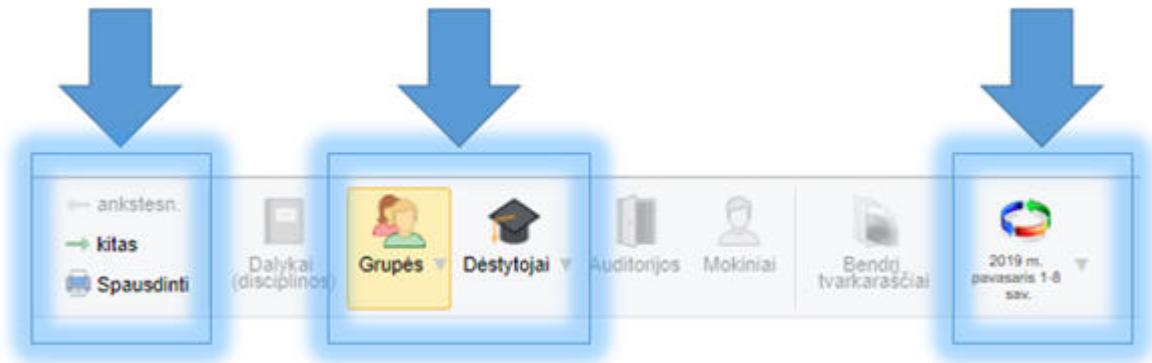 ankstesn.
kitas
Spausdinti
Dalykai
(disciplinos)
Grupės
Dėstytojai
Auditorijos
Mokiniai
Bendri
tvarkaraščiai
2019 m.
pavasaris 1-8
sav.